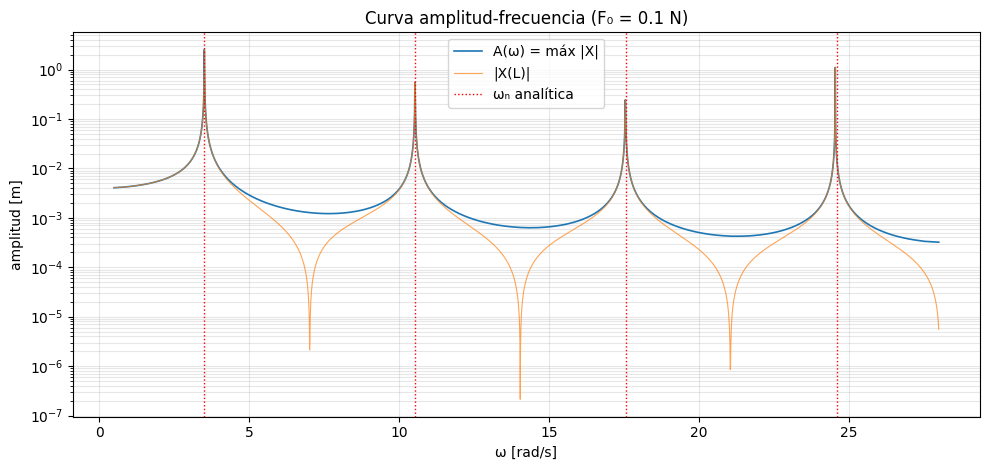 Curva amplitud-frecuencia (F₀ = 0.1 N)
A(ω) = máx |X|
|X(L)|
ωₙ analítica
amplitud [m]
10⁰
10⁻¹
10⁻²
10⁻³
10⁻⁴
10⁻⁵
10⁻⁶
10⁻⁷
0 5 10 15 20 25
ω [rad/s]